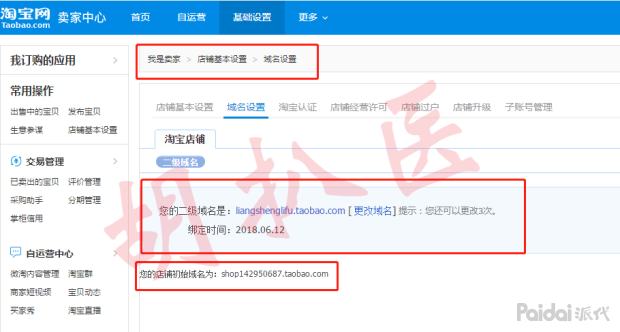 淘宝网 卖家中心 首页 自运营 基础设置 更多
Taobao.com
我订购的应用 >
我是卖家 > 店铺基本设置 > 域名设置
常用操作
出售中的宝贝 发布宝贝
生意参谋 店铺基本设置
店铺基本设置 域名设置 淘宝认证 店铺经营许可 店铺过户 店铺升级 子账号管理
淘宝店铺
二级域名
交易管理 >
已卖出的宝贝 评价管理
采购助手 分期管理
掌柜信用
您的二级域名是：liangshenglifu.taobao.com [ 更改域名] 提示：您还可以更改3次。
绑定时间：2018.06.12
自运营中心 >
微淘内容管理 淘宝群
商家短视频 宝贝动态
买家秀 淘宝直播
您的店铺初始域名为：shop142950687.taobao.com
胡扒医
Paidai 派代